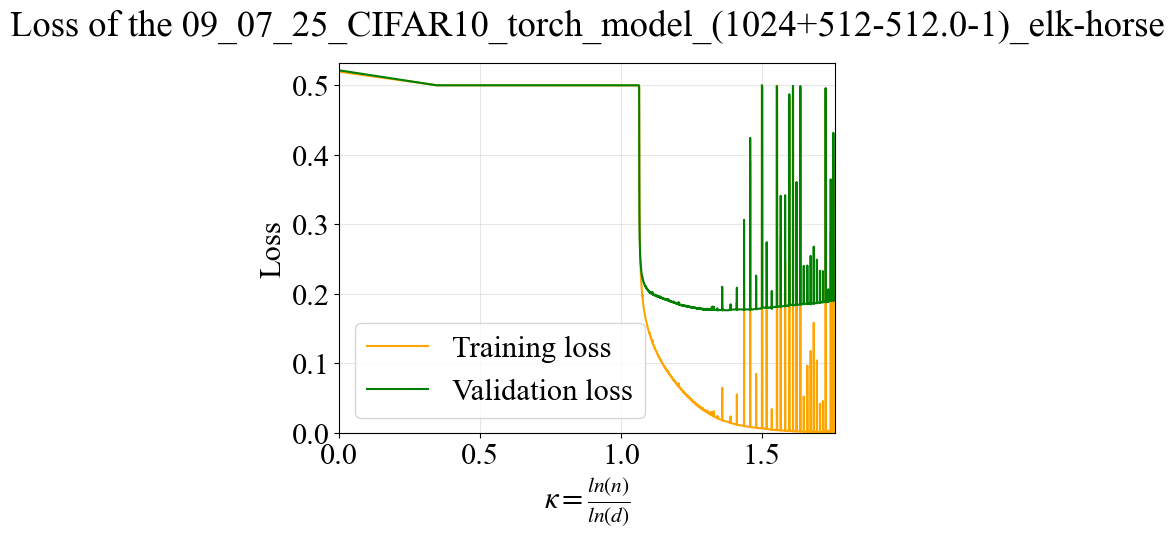 Loss of the 09_07_25_CIFAR10_torch_model_(1024+512-512.0-1)_elk-horse
0.5
0.4
0.3
0.2
0.1
0.0
Loss
Training loss
Validation loss
0.0 0.5 1.0 1.5
κ = ln(n)/ln(d)